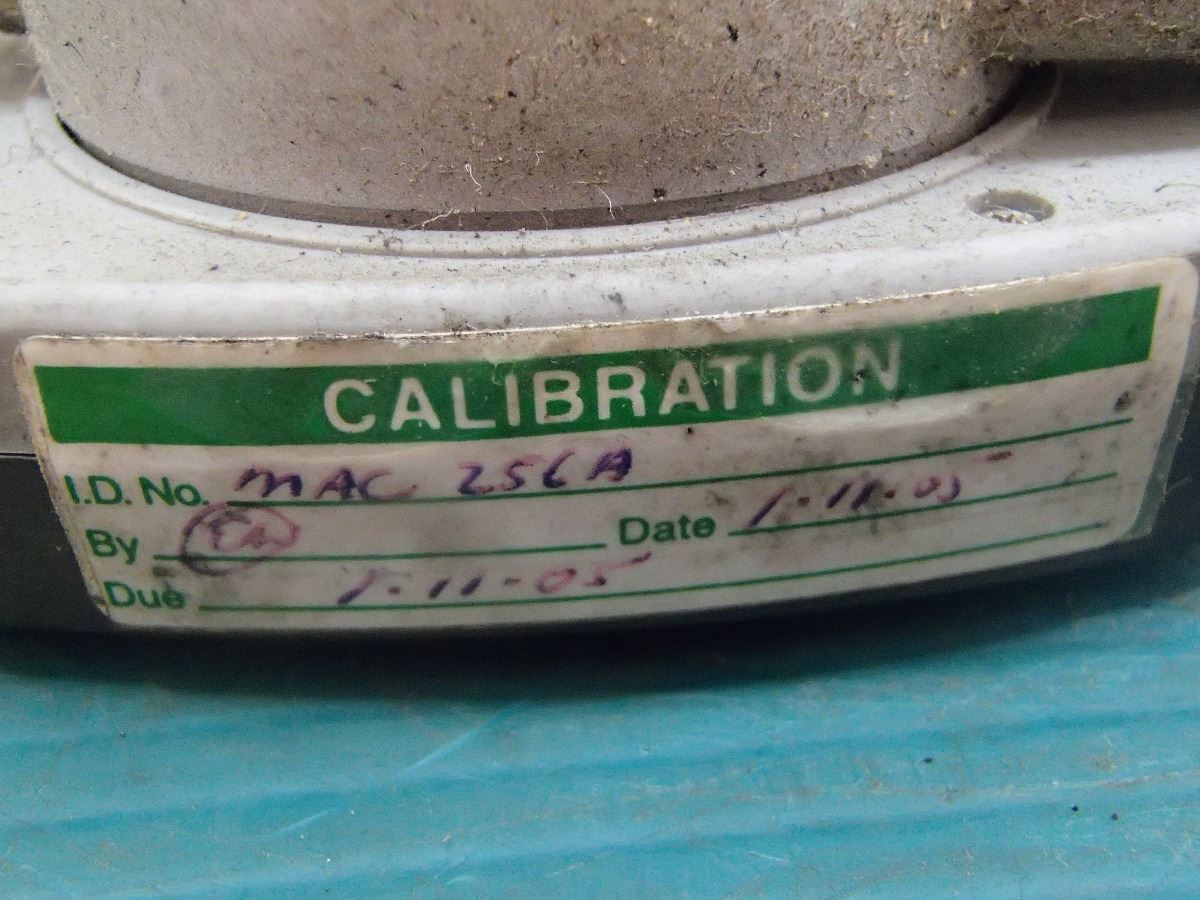 CALIBRATION
I.D. No. MAC 256A
By Date 1-11-05
Due 1-11-05